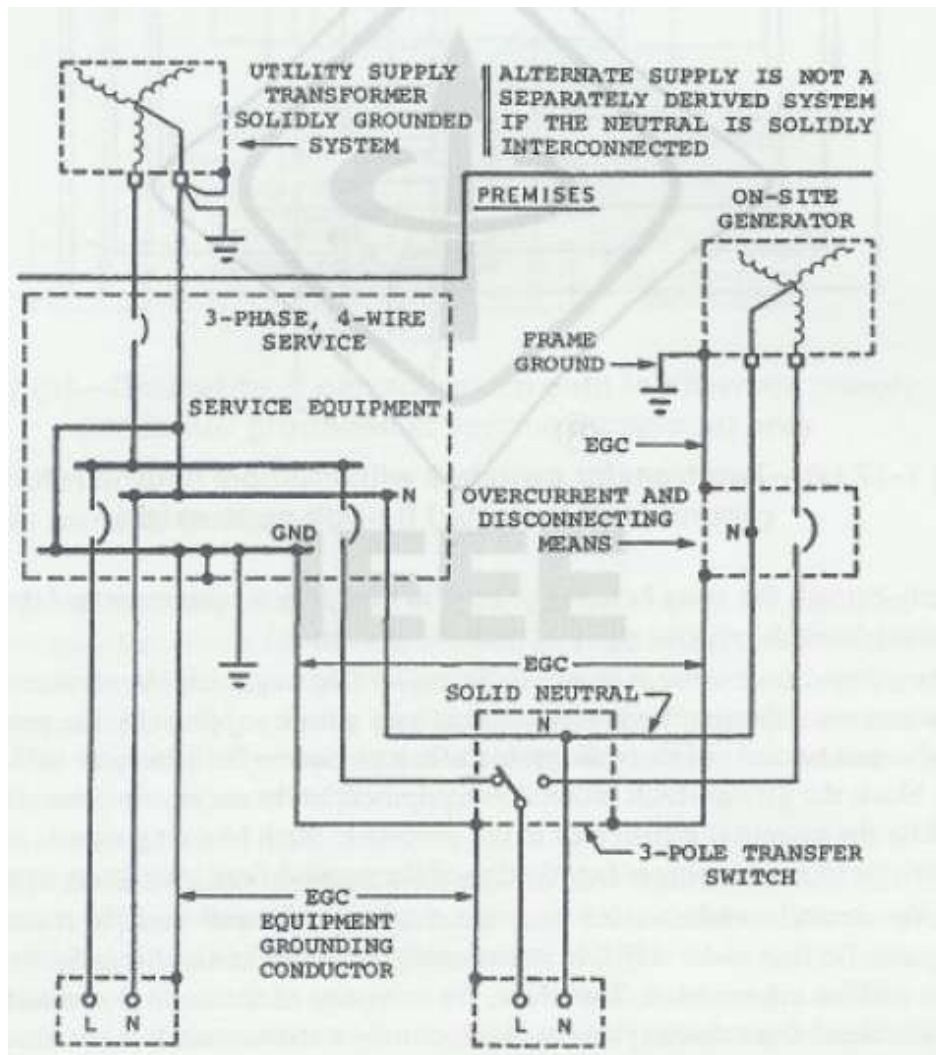 UTILITY SUPPLY
TRANSFORMER
SOLIDLY GROUNDED
SYSTEM
ALTERNATE SUPPLY IS NOT A
SEPARATELY DERIVED SYSTEM
IF THE NEUTRAL IS SOLIDLY
INTERCONNECTED
PREMISES
ON-SITE
GENERATOR
3-PHASE, 4-WIRE
SERVICE
FRAME
GROUND
SERVICE EQUIPMENT
EGC
N
OVERCURRENT AND
DISCONNECTING
MEANS
N
GND
IEEE
EGC
SOLID NEUTRAL
N
3-POLE TRANSFER
SWITCH
EGC
EQUIPMENT
GROUNDING
CONDUCTOR
L N
L N